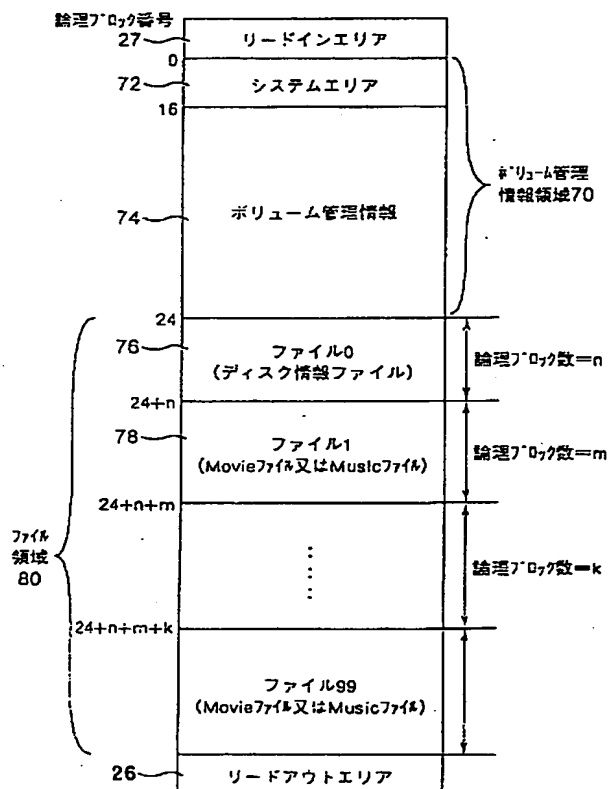 論理ブロック番号
27 リードインエリア
0
72 システムエリア
16
74 ボリューム管理情報
ボリューム管理
情報領域70
24
76 ファイル0
(ディスク情報ファイル)
論理ブロック数=n
24+n
78 ファイル1
(Movieファイル又はMusicファイル)
論理ブロック数=m
24+n+m
ファイル
領域
80
論理ブロック数=k
24+n+m+k
ファイル99
(Movieファイル又はMusicファイル)
26 リードアウトエリア